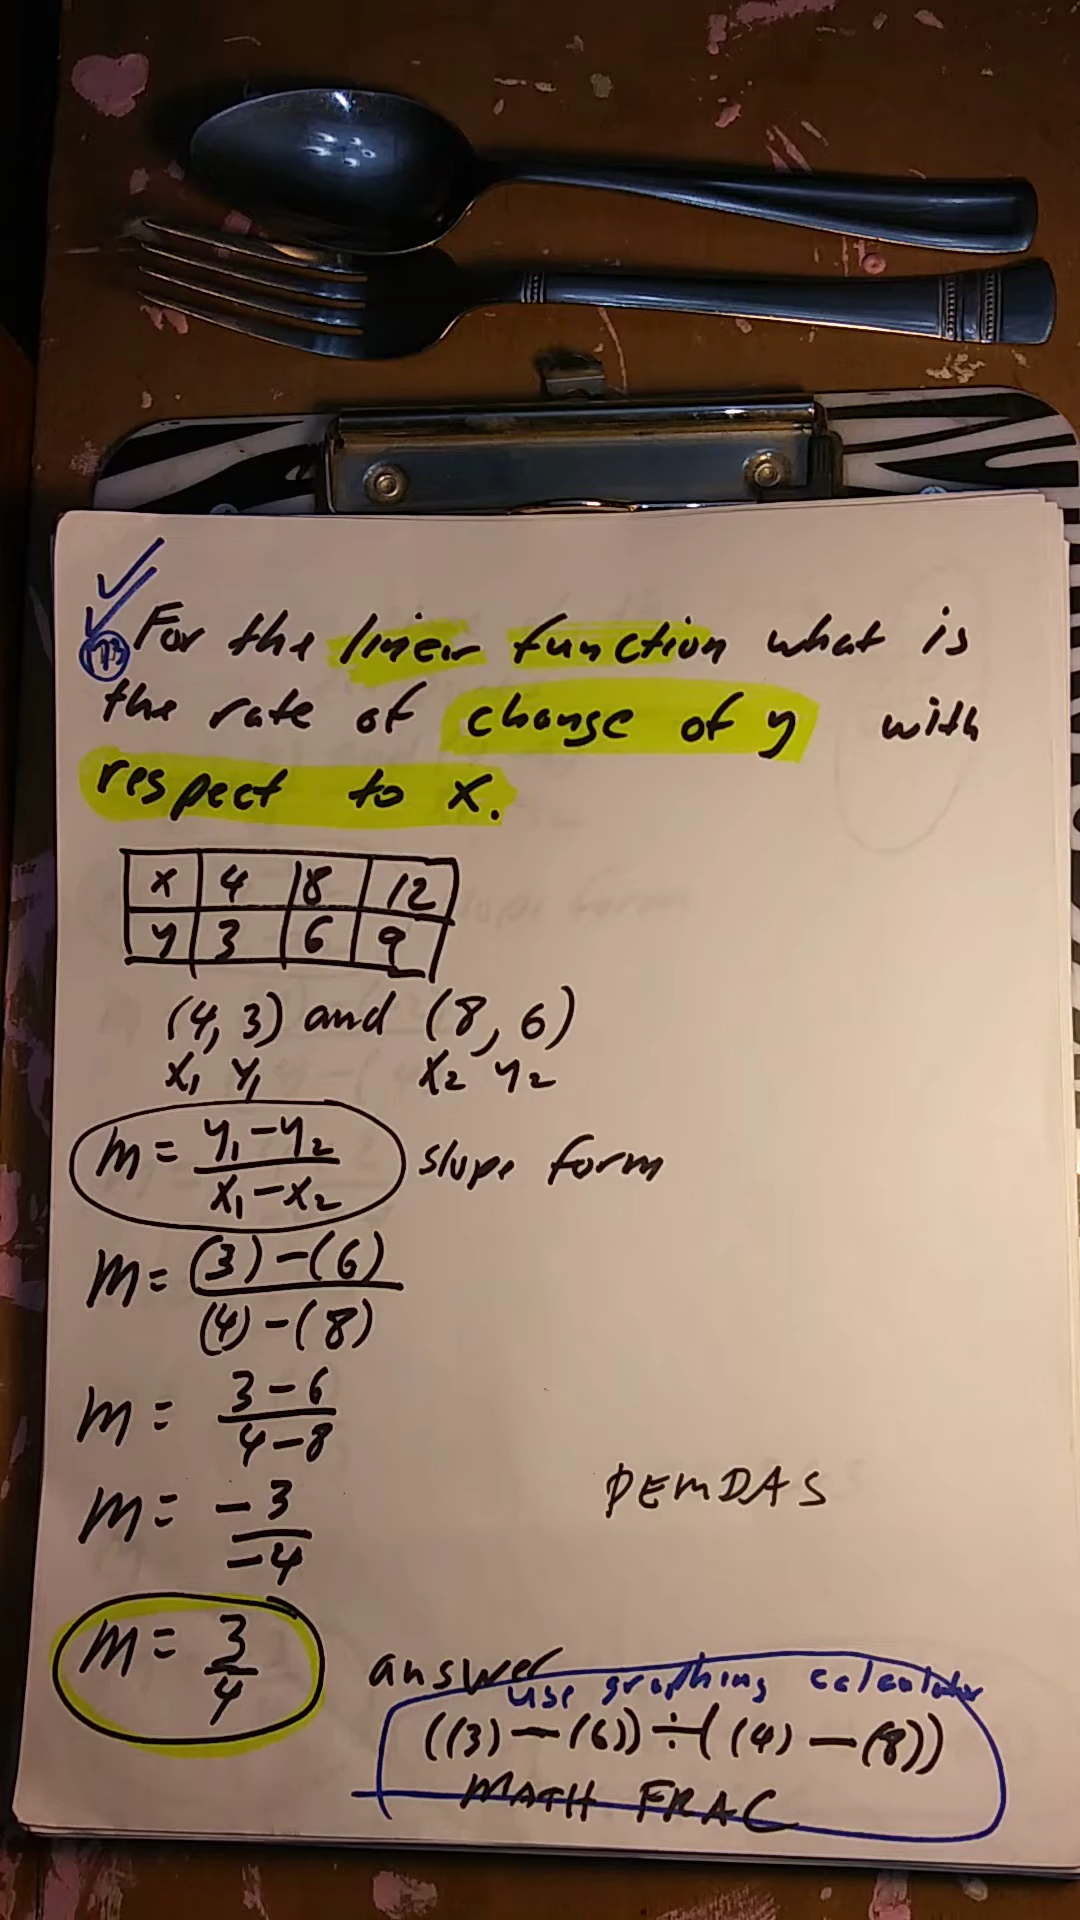 For the linear function what is
the rate of change of y with
respect to x.
x 4 8 12
y 3 6 9
(4, 3) and (8, 6)
x₁ y₁ x₂ y₂
m = y₁-y₂ / x₁-x₂ slope form
m = (3)-(6) / (4)-(8)
m = 3-6 / 4-8
m = -3 / -4
PEMDAS
m = 3/4 answer
use graphing calculator
((3)-(6))÷((4)-(8))
MATH FRAC